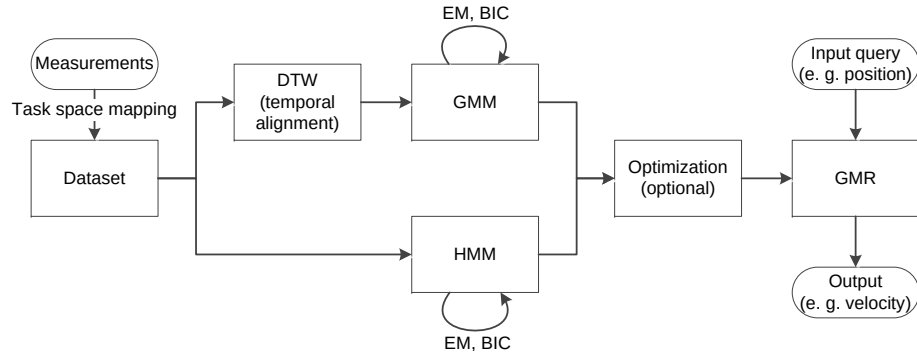 EM, BIC
Measurements
Task space mapping
Dataset
DTW
(temporal
alignment)
GMM
HMM
EM, BIC
Optimization
(optional)
Input query
(e. g. position)
GMR
Output
(e. g. velocity)